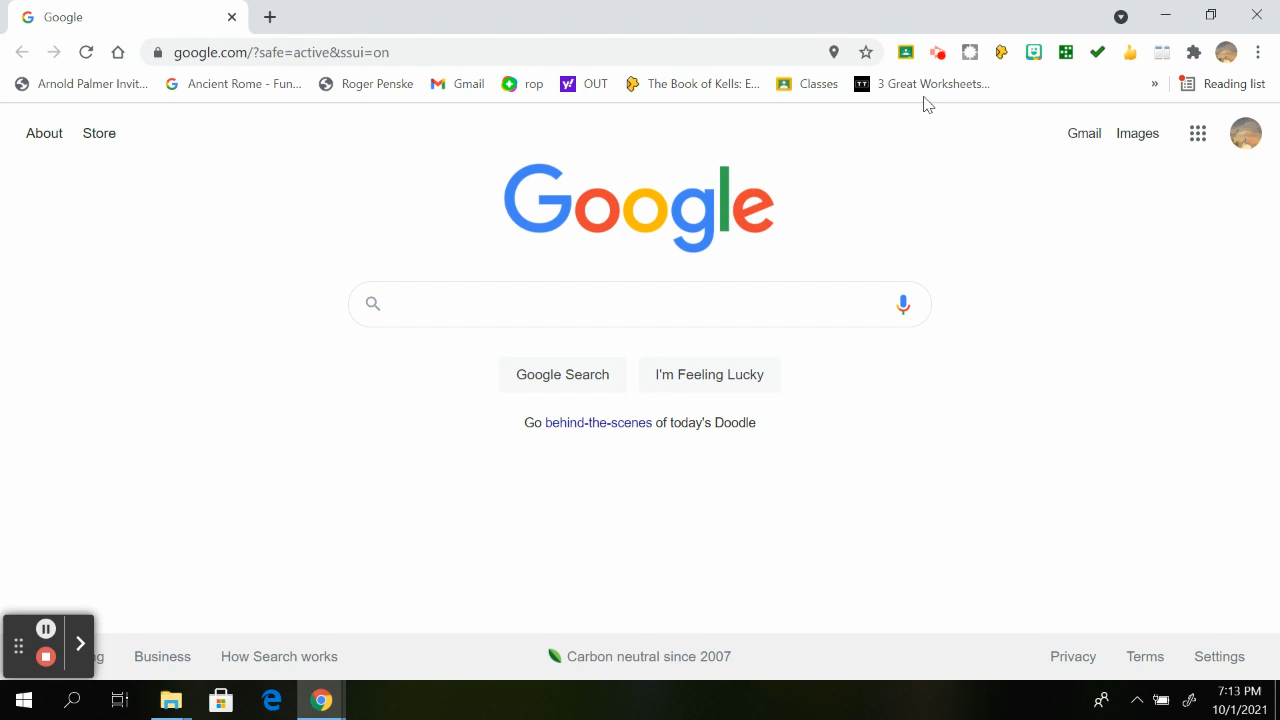 Google
google.com/?safe=active&ssui=on
Arnold Palmer Invit... Ancient Rome - Fun... Roger Penske Gmail rop OUT The Book of Kells: E... Classes TT 3 Great Worksheets... » Reading list
About Store Gmail Images
Google
Google Search I'm Feeling Lucky
Go behind-the-scenes of today's Doodle
ng Business How Search works Carbon neutral since 2007 Privacy Terms Settings
7:13 PM
10/1/2021